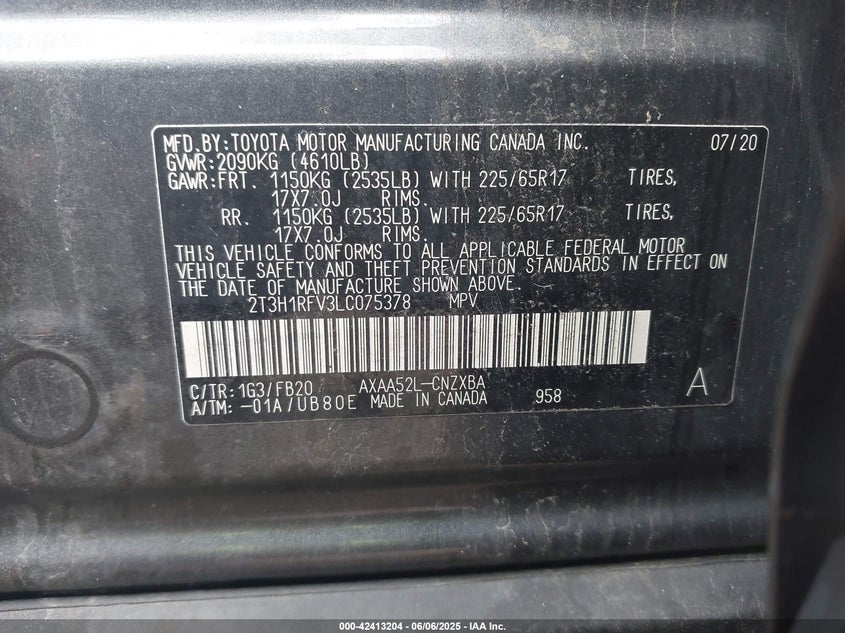 MFD.BY:TOYOTA MOTOR MANUFACTURING CANADA INC. 07/20
GVWR:2090KG (4610LB)
GAWR:FRT. 1150KG (2535LB) WITH 225/65R17 TIRES,
17X7.0J RIMS.
RR. 1150KG (2535LB) WITH 225/65R17 TIRES,
17X7.0J RIMS.
THIS VEHICLE CONFORMS TO ALL APPLICABLE FEDERAL MOTOR
VEHICLE SAFETY AND THEFT PREVENTION STANDARDS IN EFFECT ON
THE DATE OF MANUFACTURE SHOWN ABOVE.
2T3H1RFV3LC075378 MPV
C/TR:1G3/FB20 AXAA52L-CNZXBA A
A/TM:-01A/UB80E MADE IN CANADA 958
000-42413204 - 06/06/2025 - IAA Inc.